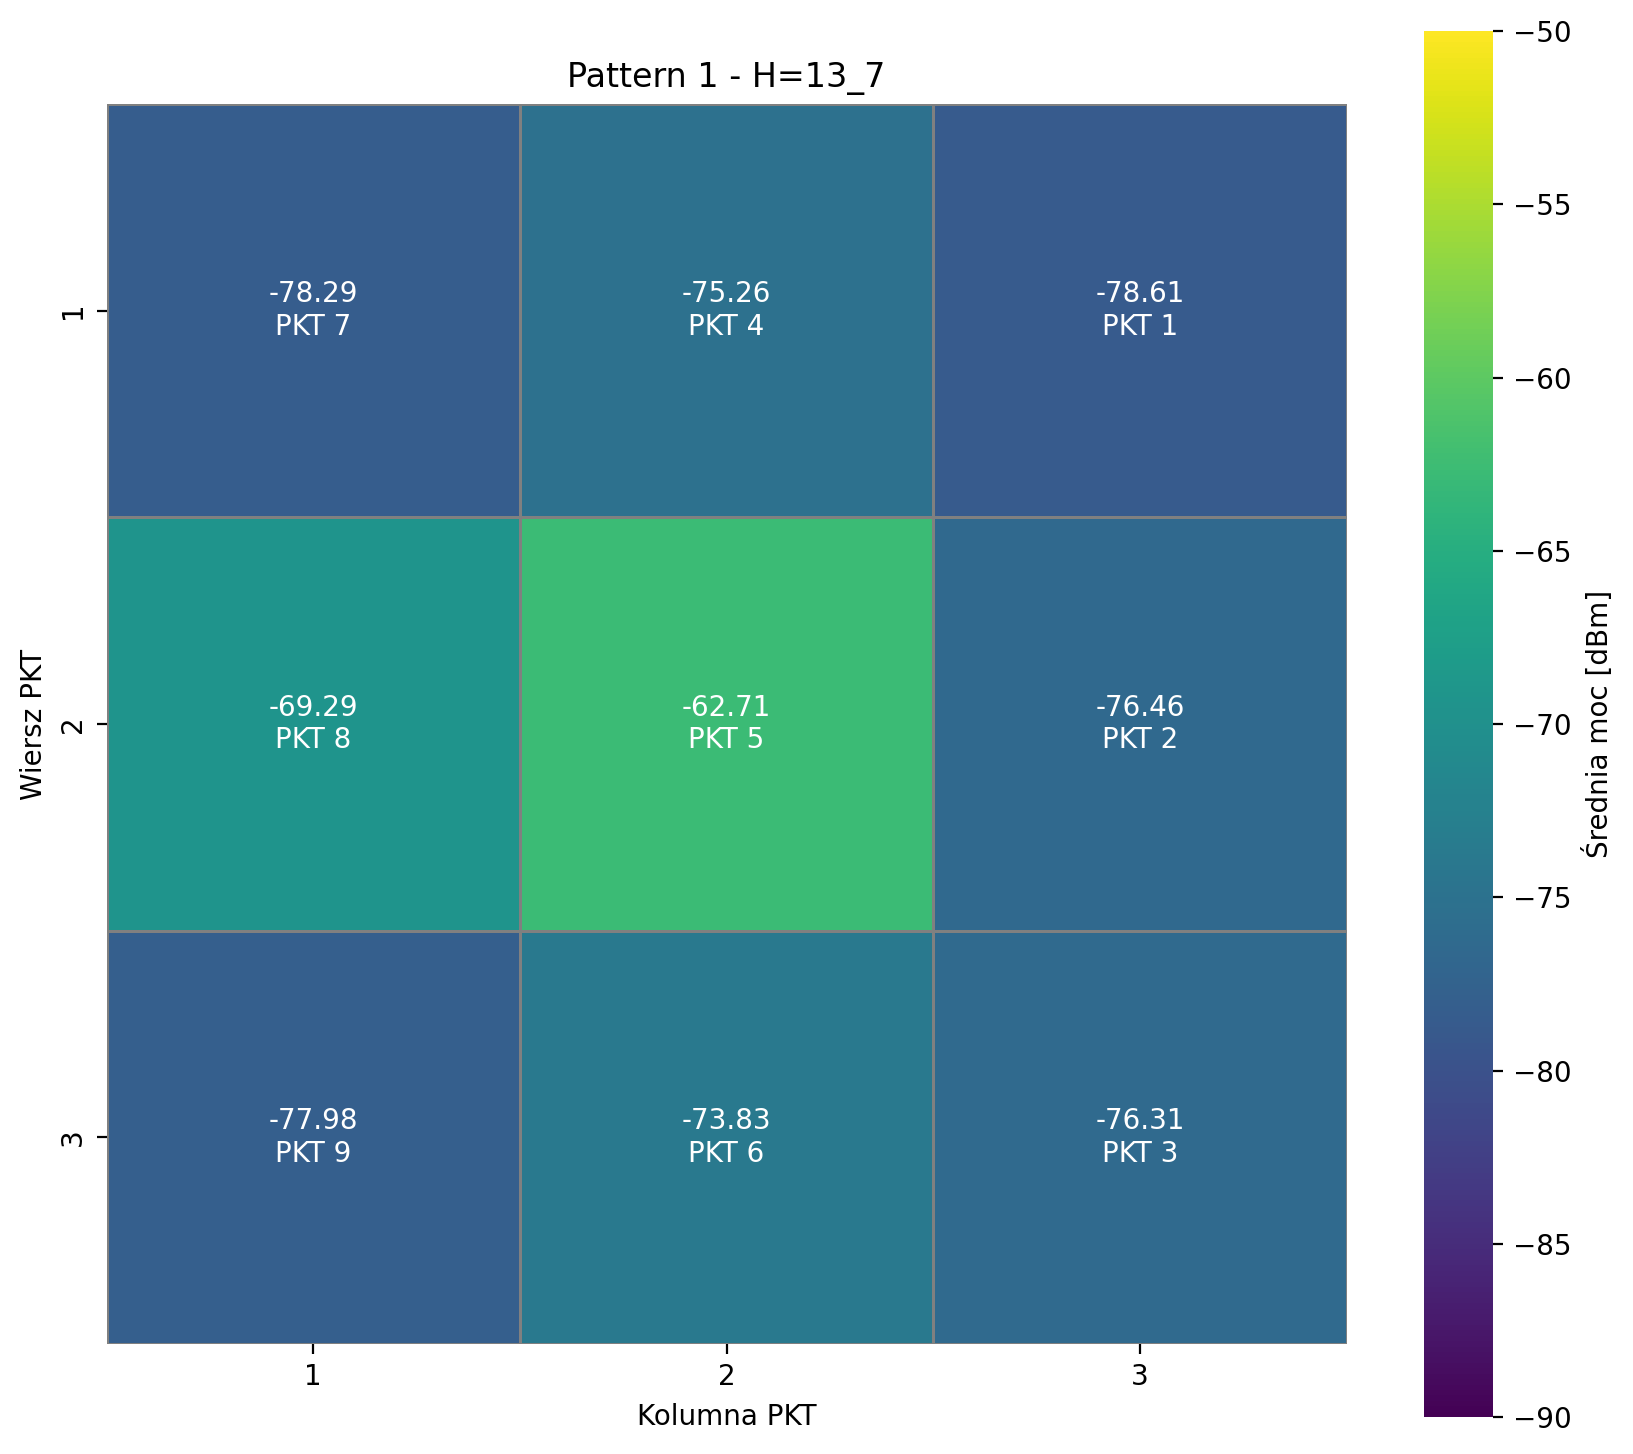 Pattern 1 - H=13_7
-78.29
PKT 7
-75.26
PKT 4
-78.61
PKT 1
-69.29
PKT 8
-62.71
PKT 5
-76.46
PKT 2
-77.98
PKT 9
-73.83
PKT 6
-76.31
PKT 3
1
2
3
Wiersz PKT
1
2
3
Kolumna PKT
−50
−55
−60
−65
−70
−75
−80
−85
−90
Średnia moc [dBm]